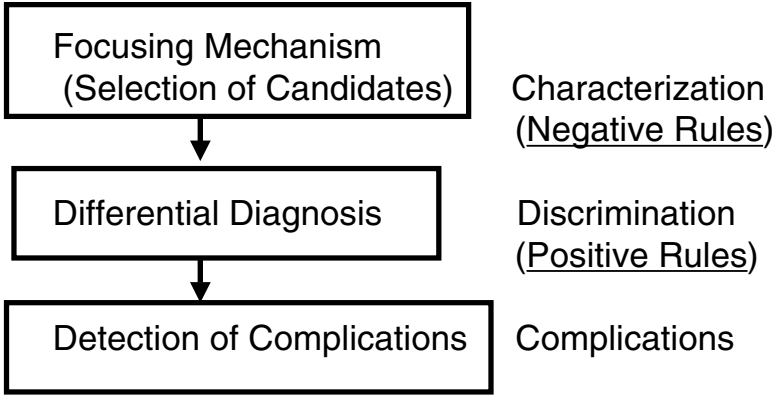 Focusing Mechanism
(Selection of Candidates)
Characterization
(Negative Rules)
Differential Diagnosis
Discrimination
(Positive Rules)
Detection of Complications
Complications